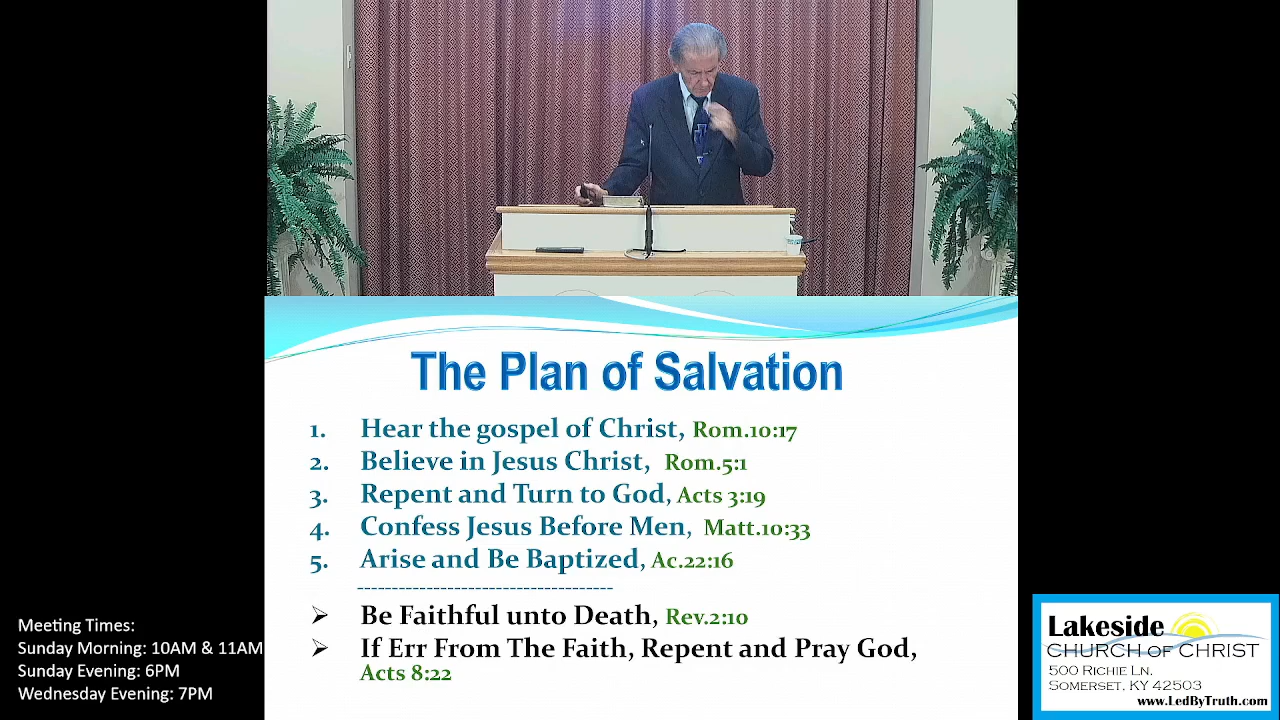 The Plan of Salvation
1. Hear the gospel of Christ, Rom.10:17
2. Believe in Jesus Christ, Rom.5:1
3. Repent and Turn to God, Acts 3:19
4. Confess Jesus Before Men, Matt.10:33
5. Arise and Be Baptized, Ac.22:16
-----------------------------------
➢ Be Faithful unto Death, Rev.2:10
➢ If Err From The Faith, Repent and Pray God,
Acts 8:22
Meeting Times:
Sunday Morning: 10AM & 11AM
Sunday Evening: 6PM
Wednesday Evening: 7PM
Lakeside
CHURCH OF CHRIST
500 RICHIE LN.
SOMERSET, KY 42503
www.LedByTruth.com